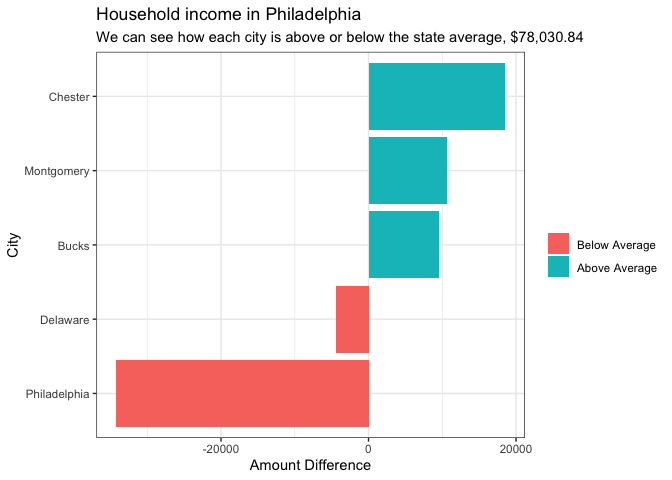 Household income in Philadelphia
We can see how each city is above or below the state average, $78,030.84
City
Chester
Montgomery
Bucks
Delaware
Philadelphia
-20000 0 20000
Amount Difference
Below Average
Above Average